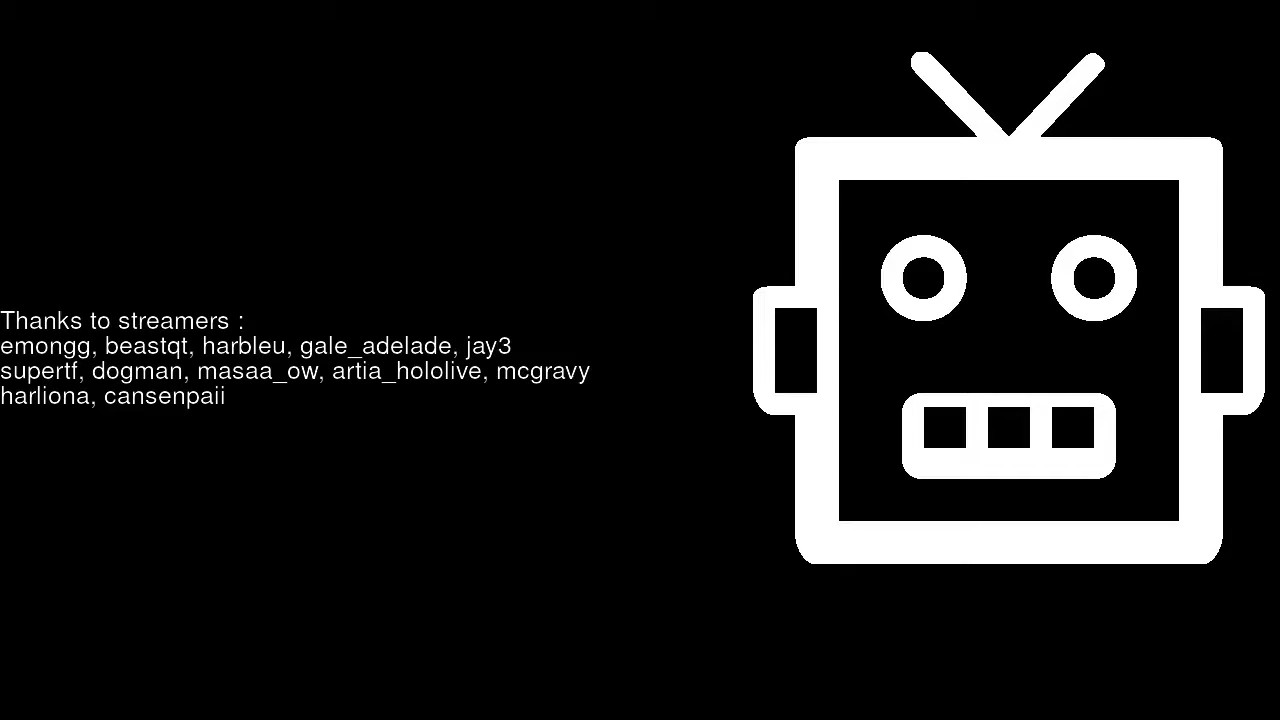 Thanks to streamers :
emongg, beastqt, harbleu, gale_adelade, jay3
supertf, dogman, masaa_ow, artia_hololive, mcgravy
harliona, cansenpaii